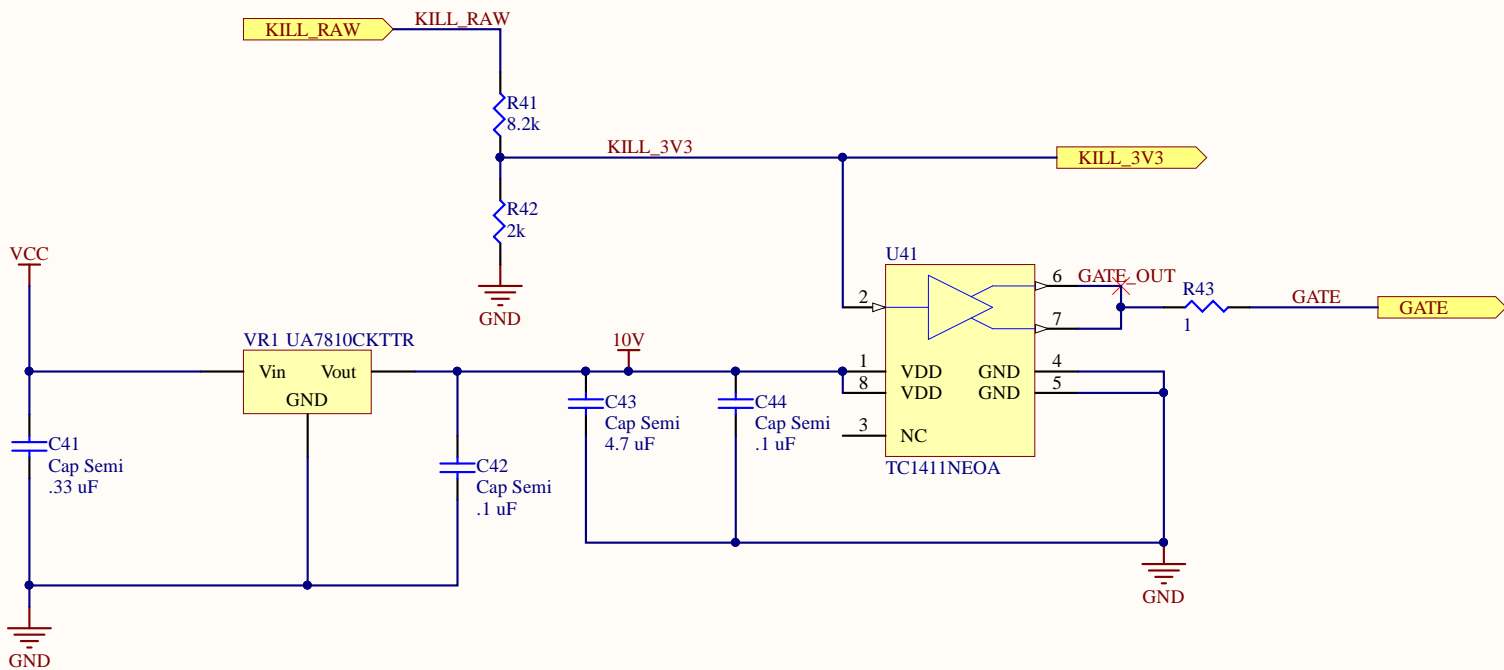 KILL_RAW
KILL_RAW
R41
8.2k
KILL_3V3
KILL_3V3
R42
2k
GND
VCC
VR1 UA7810CKTTR
Vin
Vout
GND
10V
C41
Cap Semi
.33 uF
C42
Cap Semi
.1 uF
C43
Cap Semi
4.7 uF
C44
Cap Semi
.1 uF
U41
2
6
GATE_OUT
7
R43
1
GATE
GATE
1
VDD
GND
4
8
VDD
GND
5
3
NC
TC1411NEOA
GND
GND